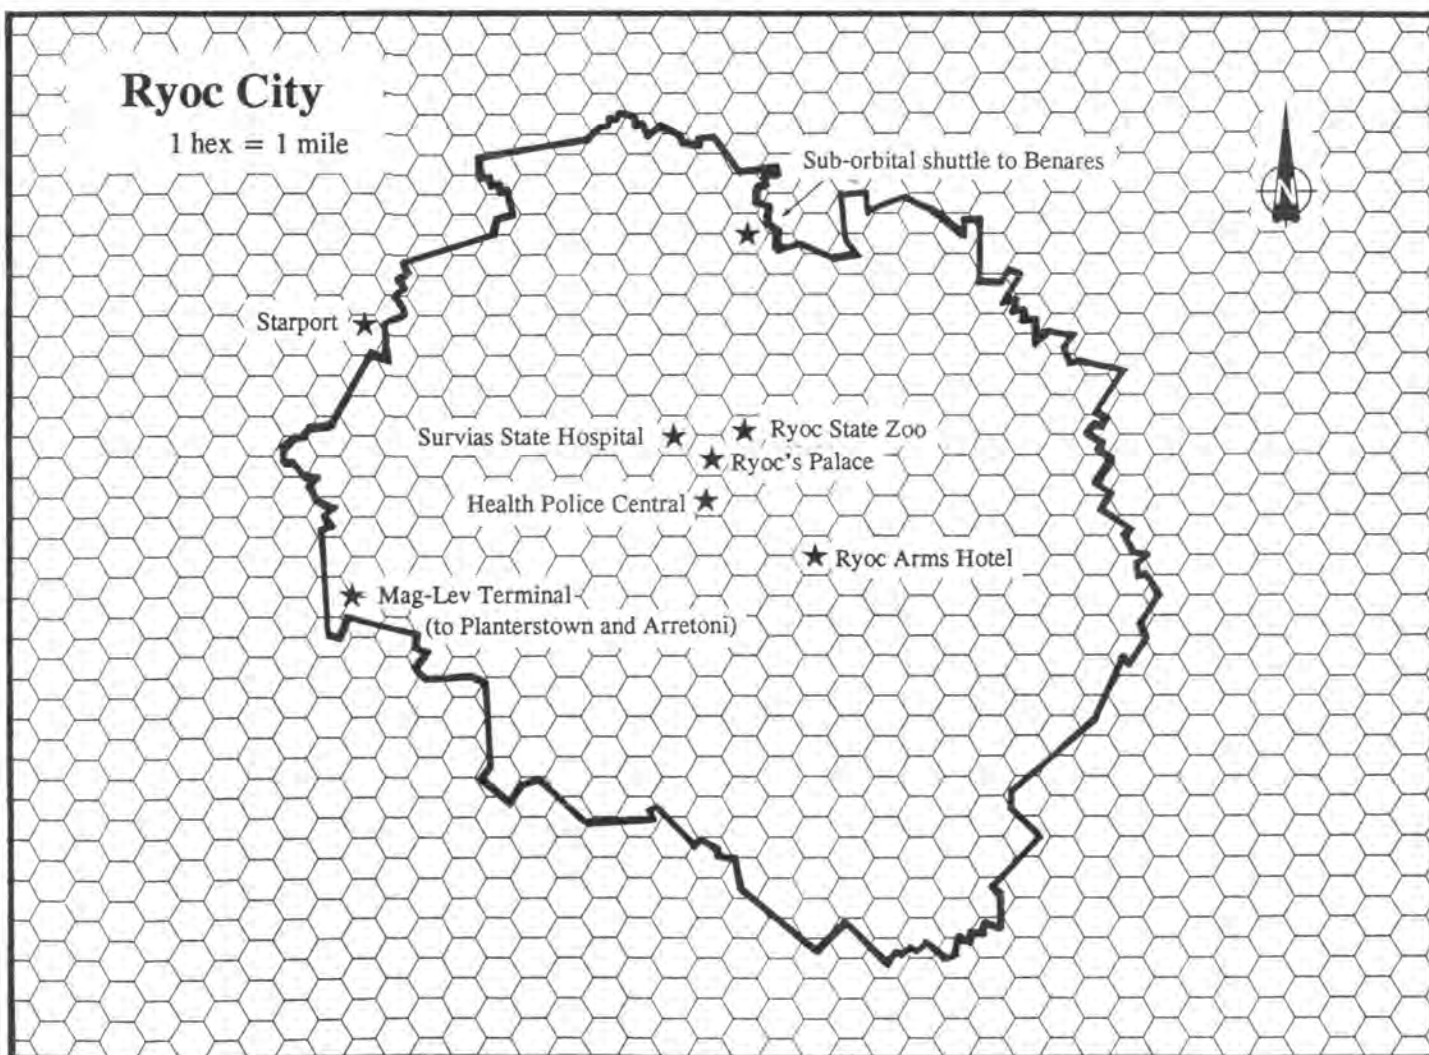 Ryoc City
1 hex = 1 mile
Sub-orbital shuttle to Benares
N
Starport
Survias State Hospital
Ryoc State Zoo
Ryoc's Palace
Health Police Central
Ryoc Arms Hotel
Mag-Lev Terminal
(to Planterstown and Arretoni)